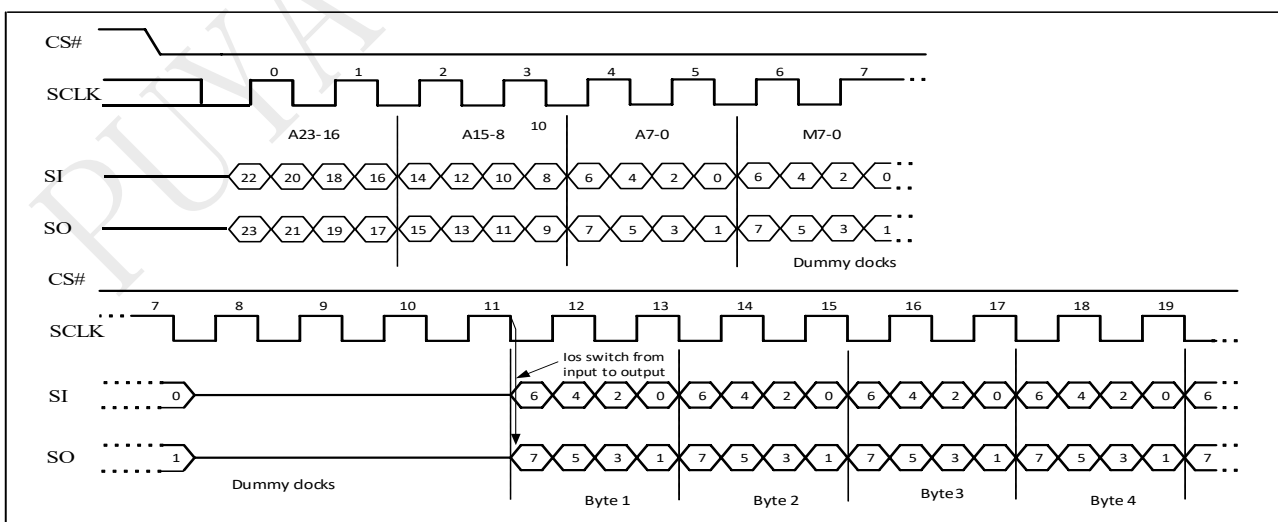 PUYA
CS#
0 1 2 3 4 5 6 7
SCLK
A23-16 A15-8 10 A7-0 M7-0
SI 22 20 18 16 14 12 10 8 6 4 2 0 6 4 2 0
SO 23 21 19 17 15 13 11 9 7 5 3 1 7 5 3 1
Dummy clocks
CS#
7 8 9 10 11 12 13 14 15 16 17 18 19
SCLK
Ios switch from
input to output
SI 0 6 4 2 0 6 4 2 0 6 4 2 0 6 4 2 0 6
SO 1 7 5 3 1 7 5 3 1 7 5 3 1 7 5 3 1 7
Dummy clocks
Byte 1 Byte 2 Byte3 Byte 4